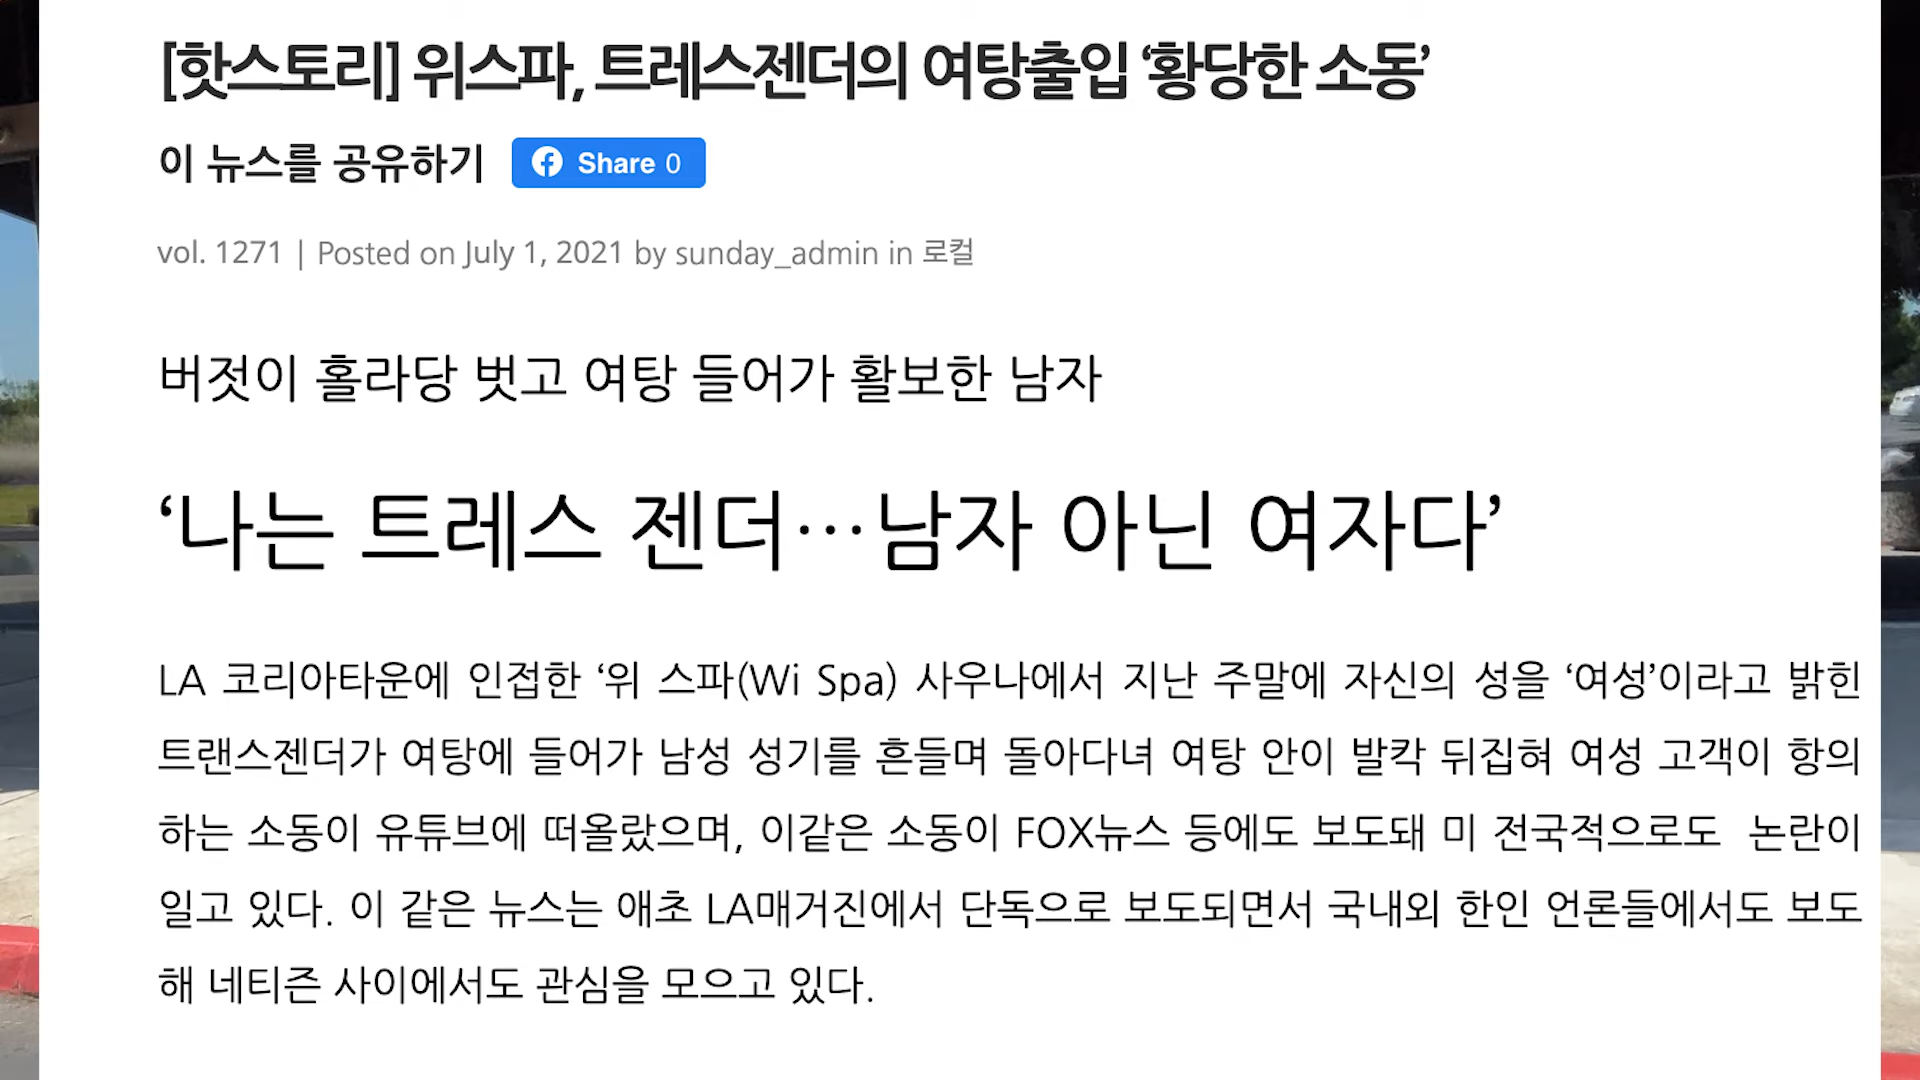 [핫스토리] 위스파, 트레스젠더의 여탕출입 ‘황당한 소동’
이 뉴스를 공유하기 Share 0
vol. 1271 | Posted on July 1, 2021 by sunday_admin in 로컬
버젓이 홀라당 벗고 여탕 들어가 활보한 남자
‘나는 트레스 젠더…남자 아닌 여자다’
LA 코리아타운에 인접한 ‘위 스파(Wi Spa) 사우나에서 지난 주말에 자신의 성을 ‘여성’이라고 밝힌
트랜스젠더가 여탕에 들어가 남성 성기를 흔들며 돌아다녀 여탕 안이 발칵 뒤집혀 여성 고객이 항의
하는 소동이 유튜브에 떠올랐으며, 이같은 소동이 FOX뉴스 등에도 보도돼 미 전국적으로도 논란이
일고 있다. 이 같은 뉴스는 애초 LA매거진에서 단독으로 보도되면서 국내외 한인 언론들에서도 보도
해 네티즌 사이에서도 관심을 모으고 있다.